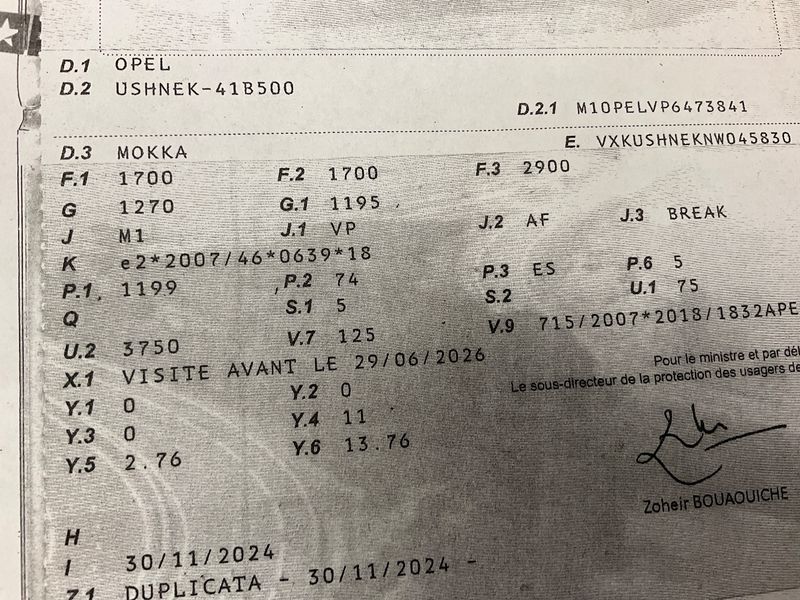 D.1 OPEL
D.2 USHNEK-41B500
D.2.1 M10PELVP6473841
D.3 MOKKA
E. VXKUSHNEKNW045830
F.1 1700 F.2 1700 F.3 2900
G 1270 G.1 1195
J M1 J.1 VP J.2 AF J.3 BREAK
K e2*2007/46*0639*18
P.1 1199 P.2 74 P.3 ES P.6 5
Q S.1 5 S.2 U.1 75
U.2 3750 V.7 125 V.9 715/2007*2018/1832APE
X.1 VISITE AVANT LE 29/06/2026
Pour le ministre et par dél
Le sous-directeur de la protection des usagers de
Y.1 0 Y.2 0
Y.3 0 Y.4 11
Y.5 2.76 Y.6 13.76
Zoheir BOUAOUICHE
H
I 30/11/2024
Z.1 DUPLICATA - 30/11/2024 -